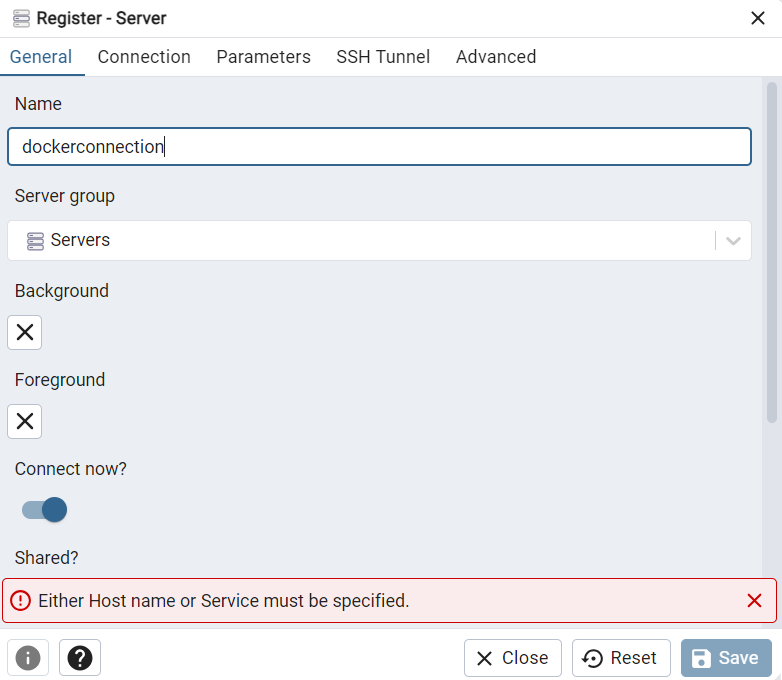 Register - Server
General Connection Parameters SSH Tunnel Advanced
Name
dockerconnection
Server group
Servers
Background
Foreground
Connect now?
Shared?
Either Host name or Service must be specified.
Close Reset Save